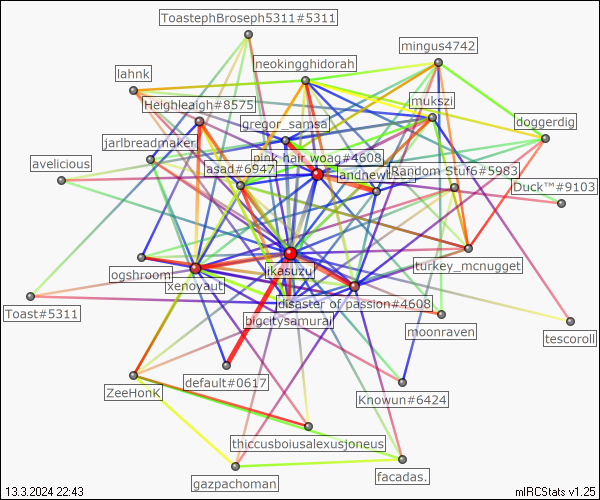 ToastephBroseph5311#5311
mingus4742
neokingghidorah
lahnk
mukszi
Heighleaigh#8575
gregor_samsa
doggerdig
jarlbreadmaker
avelicious
pink hair woag#4608
asad#6947
Random Stuf6#5983
Duck™#9103
turkey_mcnugget
ikasuzu
ogshroom
xenoyaut
disaster of passion#4608
Toast#5311
bigcitysamurai
moonraven
tescoroll
default#0617
ZeeHonK
Knowun#6424
thiccusboiusalexusjoneus
gazpachoman
facadas.
13.3.2024 22:43
mIRCStats v1.25